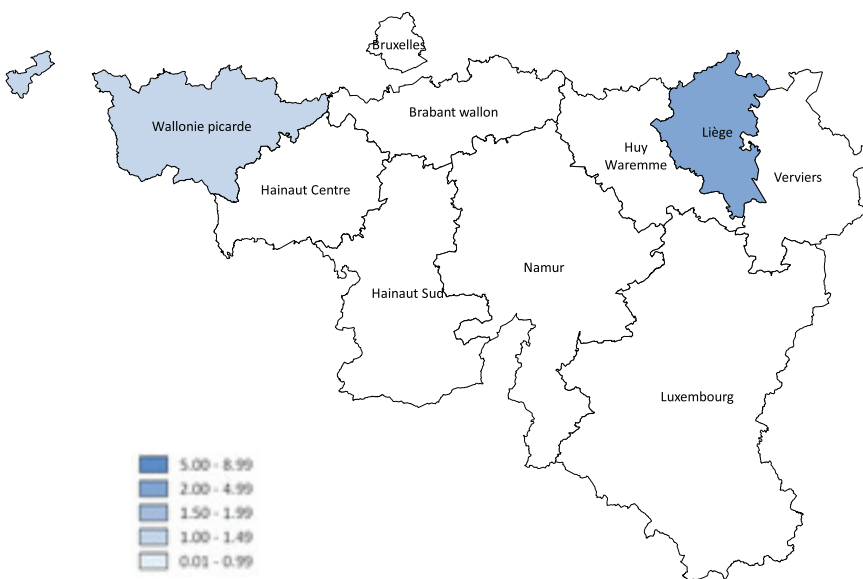 Bruxelles
Wallonie picarde
Brabant wallon
Liège
Huy
Waremme
Verviers
Hainaut Centre
Namur
Hainaut Sud
Luxembourg
5.00 - 8.99
2.00 - 4.99
1.50 - 1.99
1.00 - 1.49
0.01 - 0.99